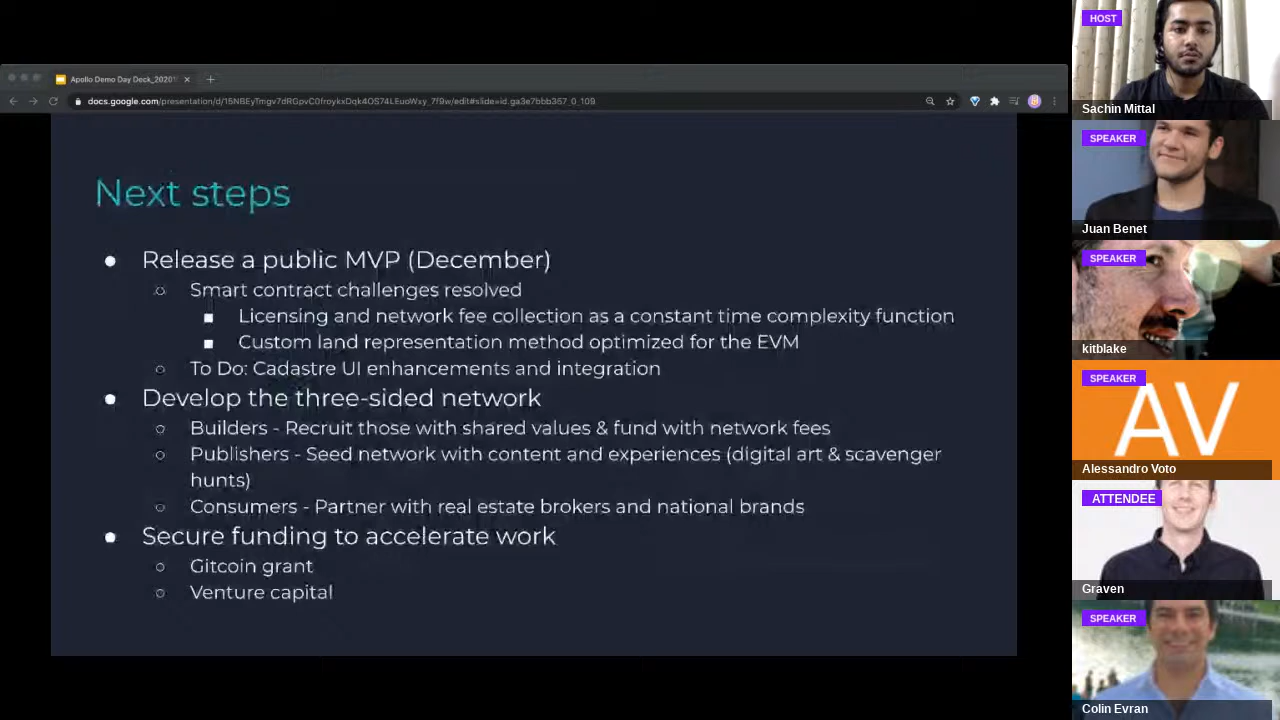 Apollo Demo Day Deck_2020
docs.google.com/presentation/d/
Next steps
● Release a public MVP (December)
○ Smart contract challenges resolved
■ Licensing and network fee collection as a constant time complexity function
■ Custom land representation method optimized for the EVM
○ To Do: Cadastre UI enhancements and integration
● Develop the three-sided network
○ Builders - Recruit those with shared values & fund with network fees
○ Publishers - Seed network with content and experiences (digital art & scavenger
hunts)
○ Consumers - Partner with real estate brokers and national brands
● Secure funding to accelerate work
○ Gitcoin grant
○ Venture capital
HOST
Sachin Mittal
SPEAKER
Juan Benet
SPEAKER
kitblake
SPEAKER
AV
Alessandro Voto
ATTENDEE
Graven
SPEAKER
Colin Evran